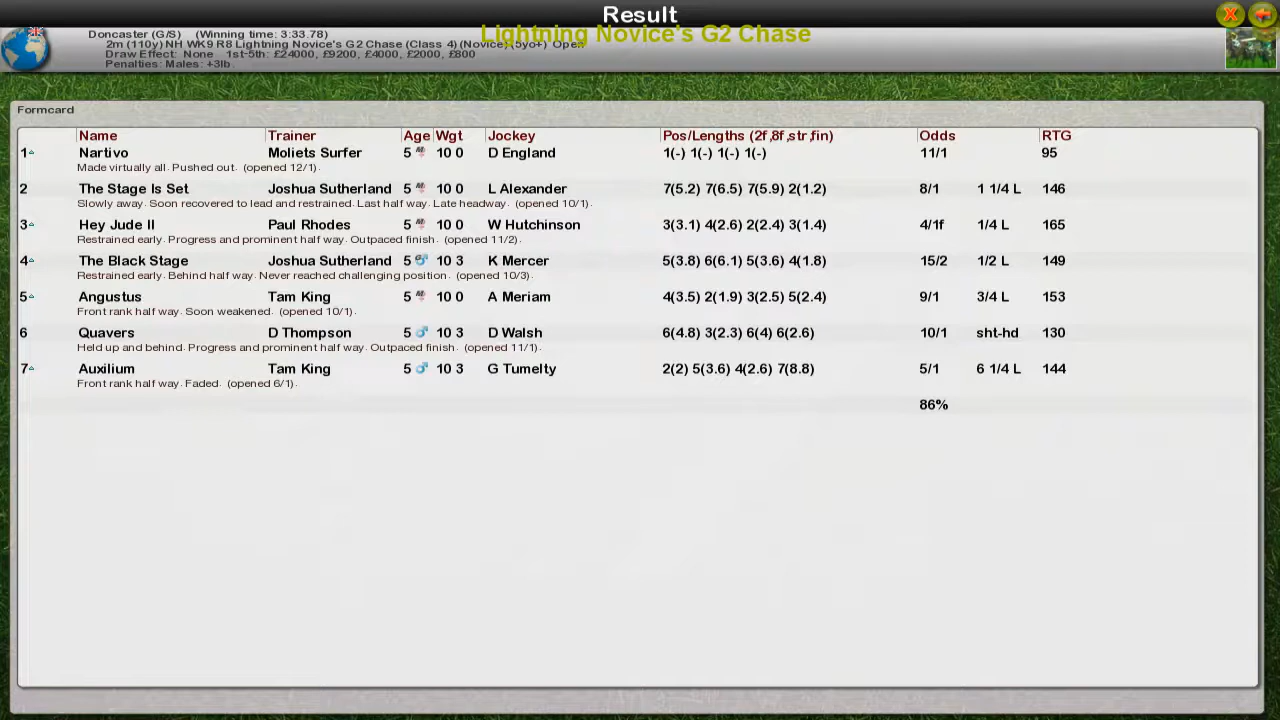 Result
Lightning Novice's G2 Chase
Doncaster (G/S) (Winning time: 3:33.78)
2m (110y) NH WK9 R8 Lightning Novice's G2 Chase (Class 4) (Novice) (5yo+) Open
Draw Effect: None 1st-5th: £24000, £9200, £4000, £2000, £800
Penalties: Males: +3lb
Formcard
Name Trainer Age Wgt Jockey Pos/Lengths (2f,8f,str,fin) Odds RTG
1 Nartivo Moliets Surfer 5 10 0 D England 1(-) 1(-) 1(-) 1(-) 11/1 95
Made virtually all. Pushed out. (opened 12/1).
2 The Stage Is Set Joshua Sutherland 5 10 0 L Alexander 7(5.2) 7(6.5) 7(5.9) 2(1.2) 8/1 1 1/4 L 146
Slowly away. Soon recovered to lead and restrained. Last half way. Late headway. (opened 10/1).
3 Hey Jude II Paul Rhodes 5 10 0 W Hutchinson 3(3.1) 4(2.6) 2(2.4) 3(1.4) 4/1f 1/4 L 165
Restrained early. Progress and prominent half way. Outpaced finish. (opened 11/2).
4 The Black Stage Joshua Sutherland 5 10 3 K Mercer 5(3.8) 6(6.1) 5(3.6) 4(1.8) 15/2 1/2 L 149
Restrained early. Behind half way. Never reached challenging position. (opened 10/3).
5 Angustus Tam King 5 10 0 A Meriam 4(3.5) 2(1.9) 3(2.5) 5(2.4) 9/1 3/4 L 153
Front rank half way. Soon weakened. (opened 10/1).
6 Quavers D Thompson 5 10 3 D Walsh 6(4.8) 3(2.3) 6(4) 6(2.6) 10/1 sht-hd 130
Held up and behind. Progress and prominent half way. Outpaced finish. (opened 11/1).
7 Auxilium Tam King 5 10 3 G Tumelty 2(2) 5(3.6) 4(2.6) 7(8.8) 5/1 6 1/4 L 144
Front rank half way. Faded. (opened 6/1).
86%